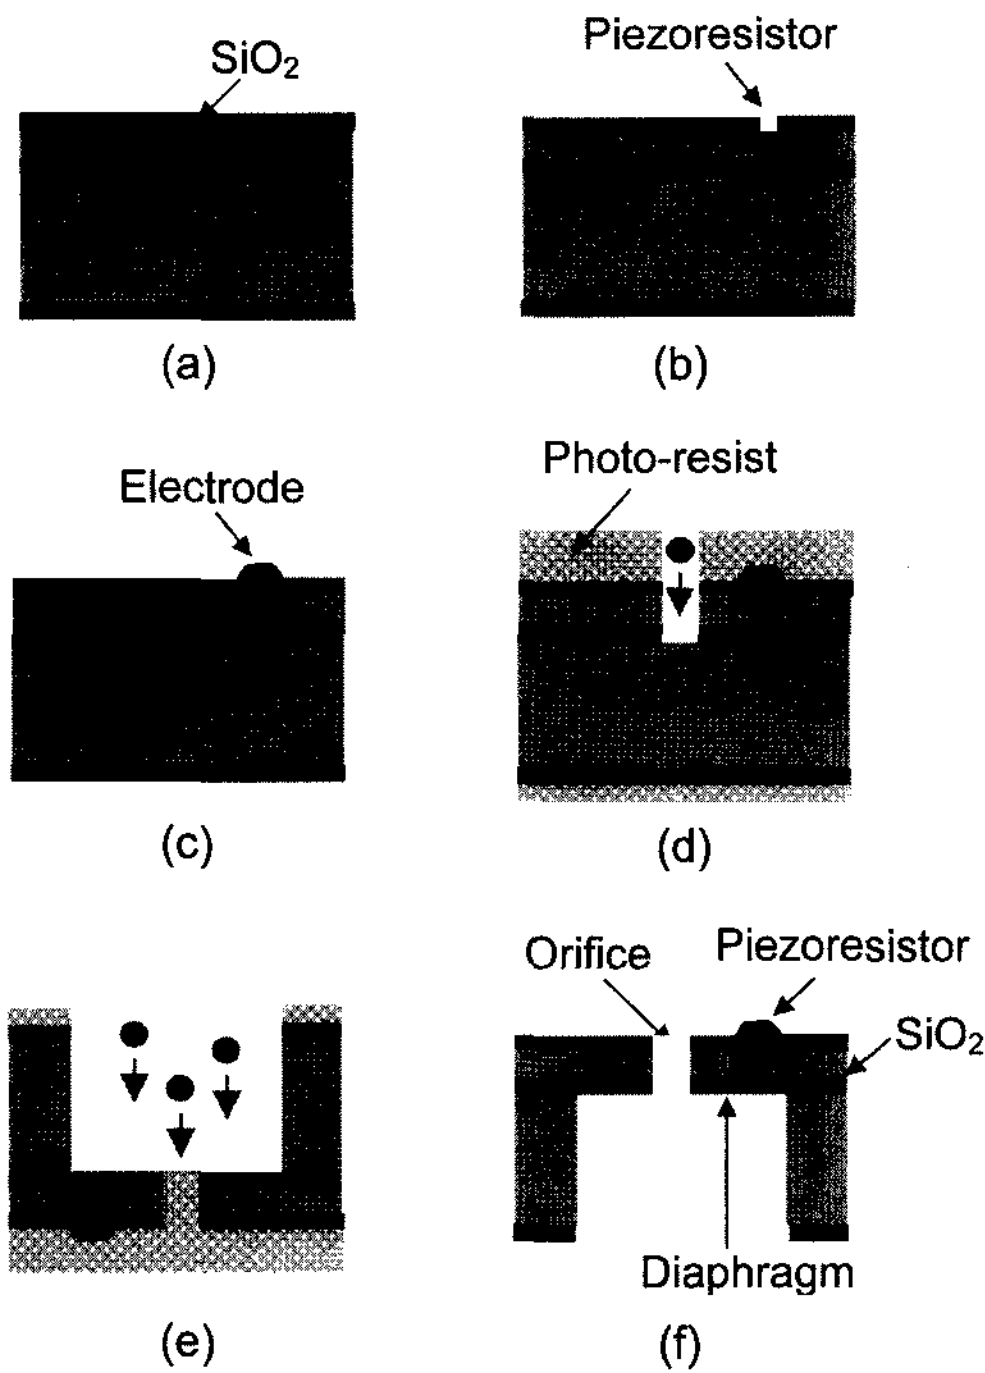 SiO₂
Piezoresistor
(a)
(b)
Electrode
Photo-resist
(c)
(d)
Orifice
Piezoresistor
SiO₂
Diaphragm
(e)
(f)